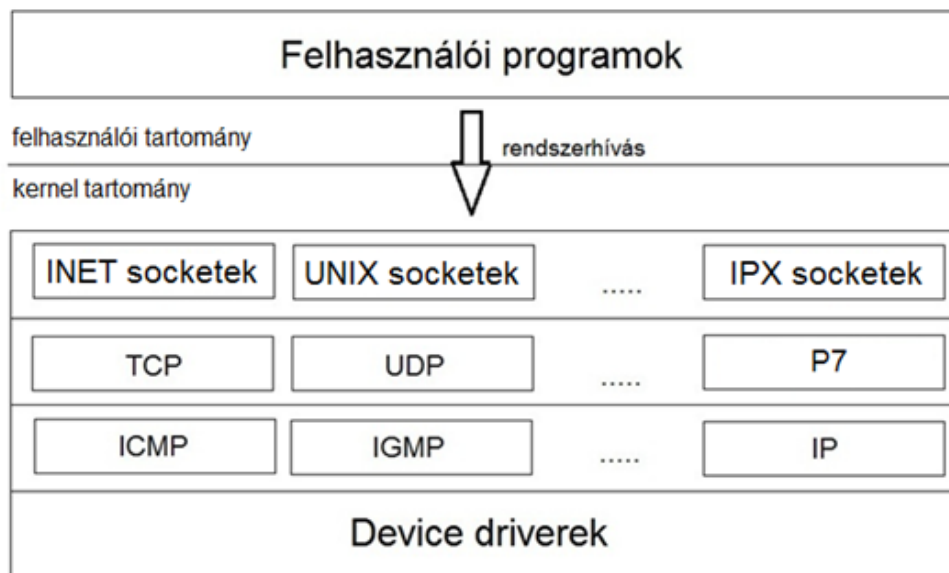 Felhasználói programok
felhasználói tartomány
rendszerhívás
kernel tartomány
INET socketek UNIX socketek ..... IPX socketek
TCP UDP ..... P7
ICMP IGMP ..... IP
Device driverek